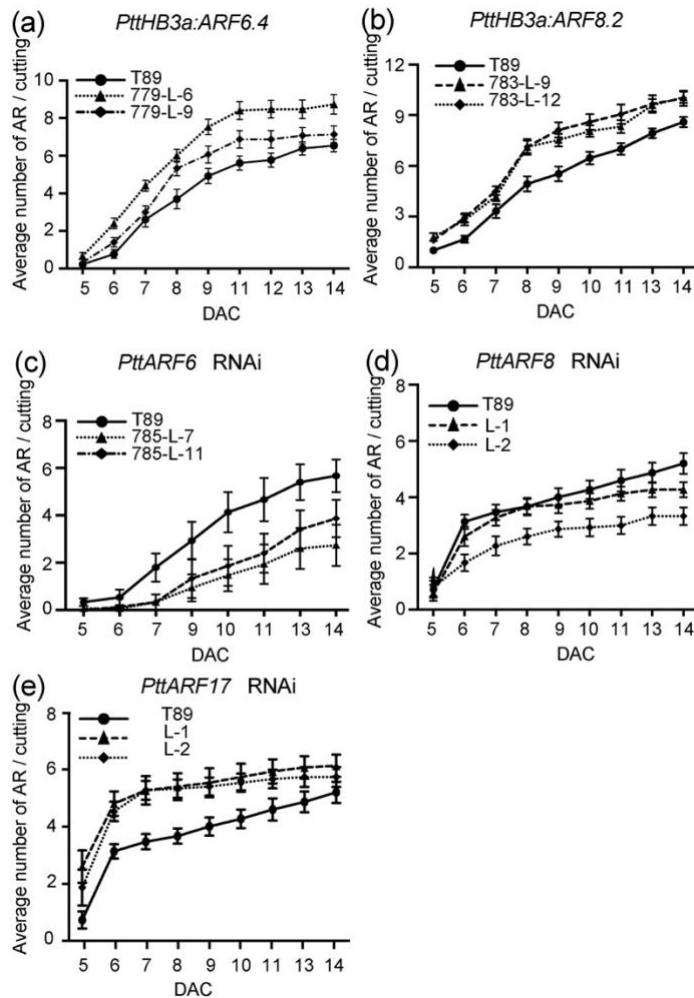 (a)
PttHB3a:ARF6.4
T89
779-L-6
779-L-9
Average number of AR / cutting
10
8
6
4
2
0
5 6 7 8 9 10 11 12 13 14
DAC
(b)
PttHB3a:ARF8.2
T89
783-L-9
783-L-12
Average number of AR / cutting
12
9
6
3
0
5 6 7 8 9 10 11 13 14
DAC
(c)
PttARF6 RNAi
T89
785-L-7
785-L-11
Average number of AR / cutting
8
6
4
2
0
5 6 7 9 10 11 13 14
DAC
(d)
PttARF8 RNAi
T89
L-1
L-2
Average number of AR / cutting
8
6
4
2
0
5 6 7 8 9 10 11 13 14
DAC
(e)
PttARF17 RNAi
T89
L-1
L-2
Average number of AR / cutting
8
6
4
2
0
5 6 7 8 9 10 11 13 14
DAC